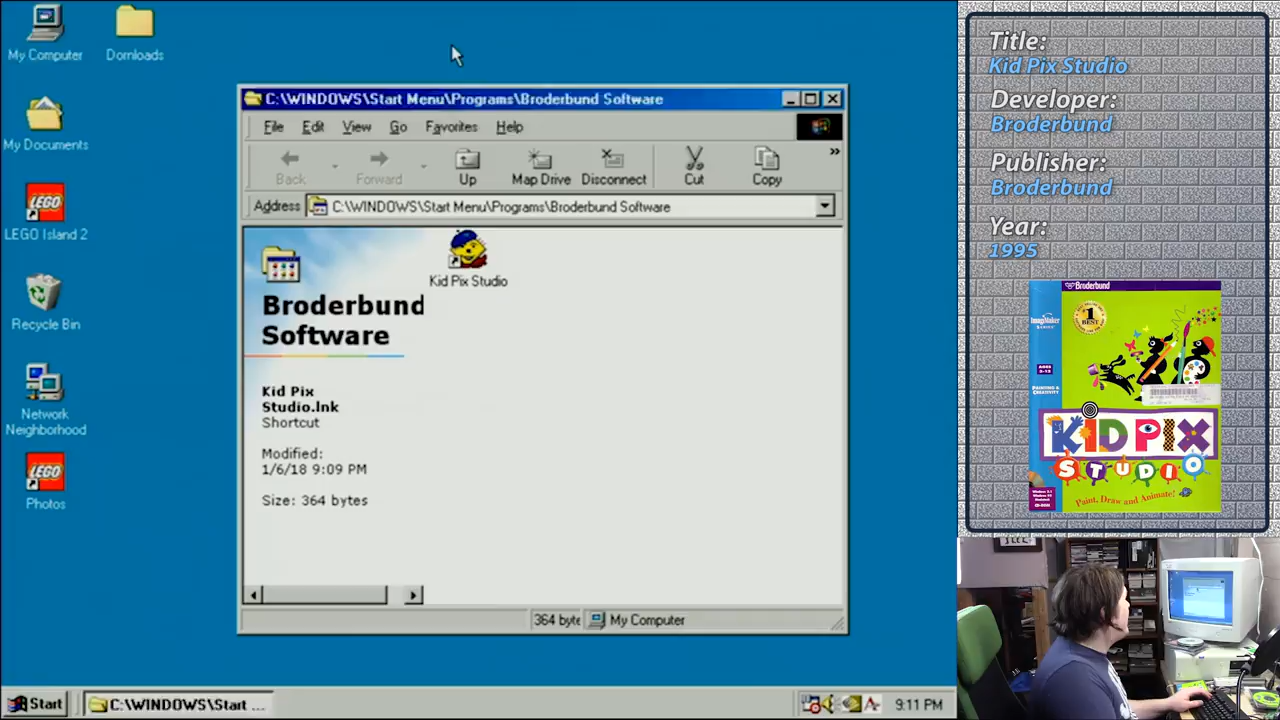 My Computer
Dornloads
My Documents
LEGO
LEGO Island 2
Recycle Bin
Network
Neighborhood
LEGO
Photos
C:\WINDOWS\Start Menu\Programs\Broderbund Software
File Edit View Go Favorites Help
Back Forward Up Map Drive Disconnect Cut Copy
Address C:\WINDOWS\Start Menu\Programs\Broderbund Software
Kid Pix Studio
Broderbund
Software
Kid Pix
Studio.lnk
Shortcut
Modified:
1/6/18 9:09 PM
Size: 364 bytes
364 byte My Computer
Start C:\WINDOWS\Start ... 9:11 PM
Title:
Kid Pix Studio
Developer:
Broderbund
Publisher:
Broderbund
Year:
1995
Brøderbund
1
BEST
KID PIX
STUDIO
Paint, Draw and Animate!